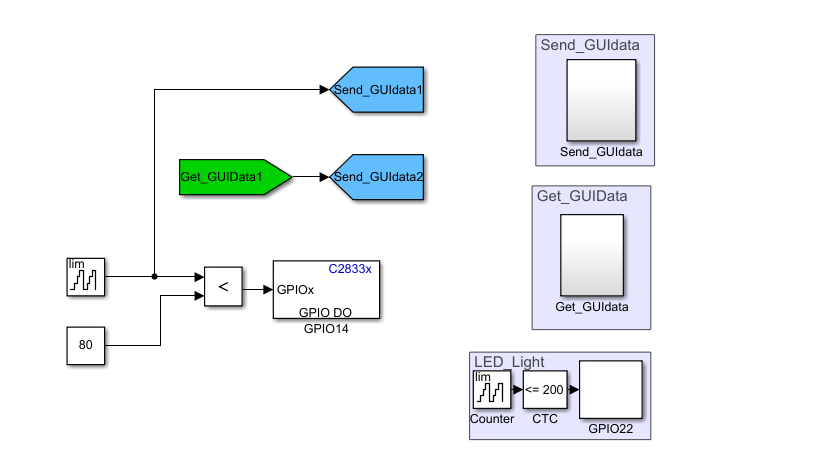 Send_GUIdata1
Get_GUIData1
Send_GUIdata2
lim
80
<
C2833x
GPIOx
GPIO DO
GPIO14
Send_GUIdata
Send_GUIdata
Get_GUIData
Get_GUIdata
LED_Light
lim
<= 200
Counter
CTC
GPIO22